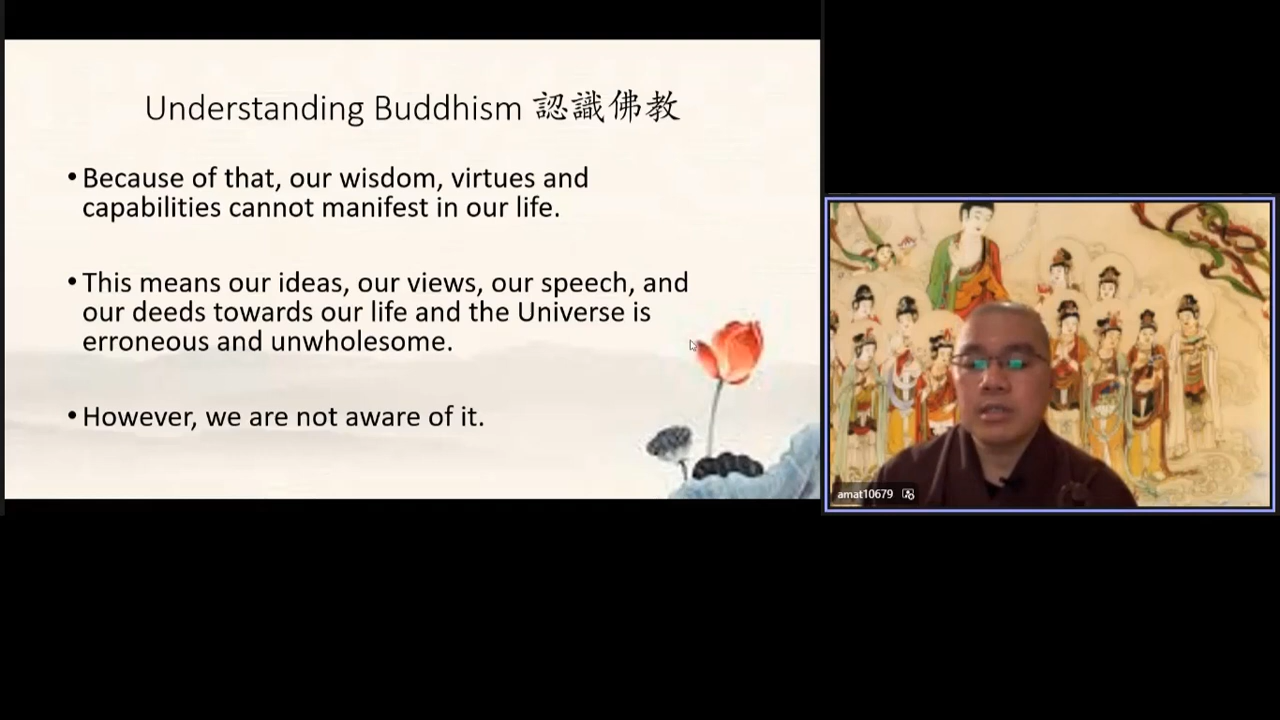 Understanding Buddhism 認識佛教
•Because of that, our wisdom, virtues and
capabilities cannot manifest in our life.
•This means our ideas, our views, our speech, and
our deeds towards our life and the Universe is
erroneous and unwholesome.
•However, we are not aware of it.
amat10679